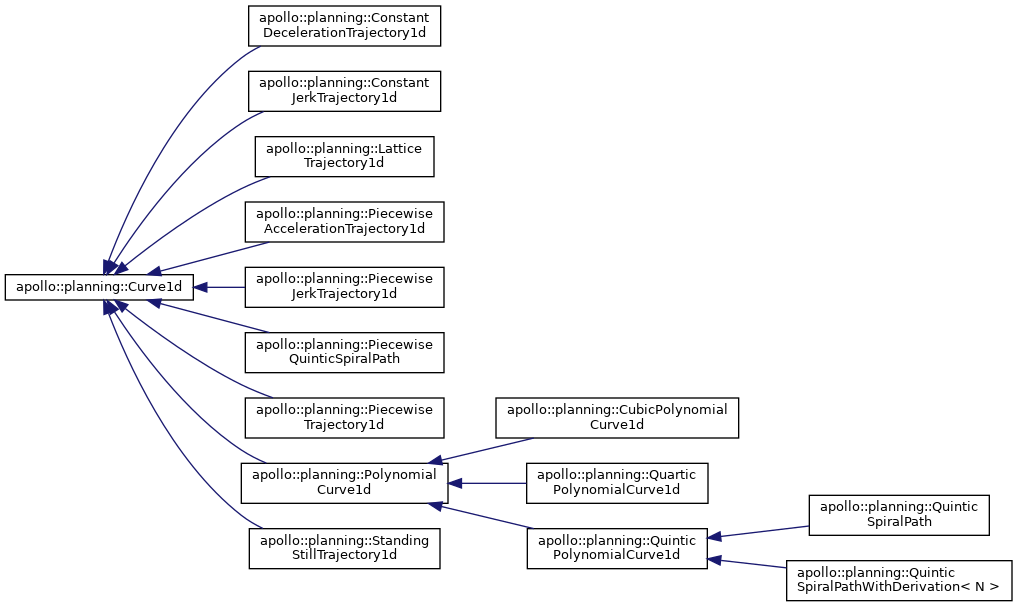 apollo::planning::Constant
DecelerationTrajectory1d
apollo::planning::Constant
JerkTrajectory1d
apollo::planning::Lattice
Trajectory1d
apollo::planning::Piecewise
AccelerationTrajectory1d
apollo::planning::Curve1d
apollo::planning::Piecewise
JerkTrajectory1d
apollo::planning::Piecewise
QuinticSpiralPath
apollo::planning::Piecewise
Trajectory1d
apollo::planning::CubicPolynomial
Curve1d
apollo::planning::Polynomial
Curve1d
apollo::planning::Quartic
PolynomialCurve1d
apollo::planning::Standing
StillTrajectory1d
apollo::planning::Quintic
PolynomialCurve1d
apollo::planning::Quintic
SpiralPath
apollo::planning::Quintic
SpiralPathWithDerivation< N >